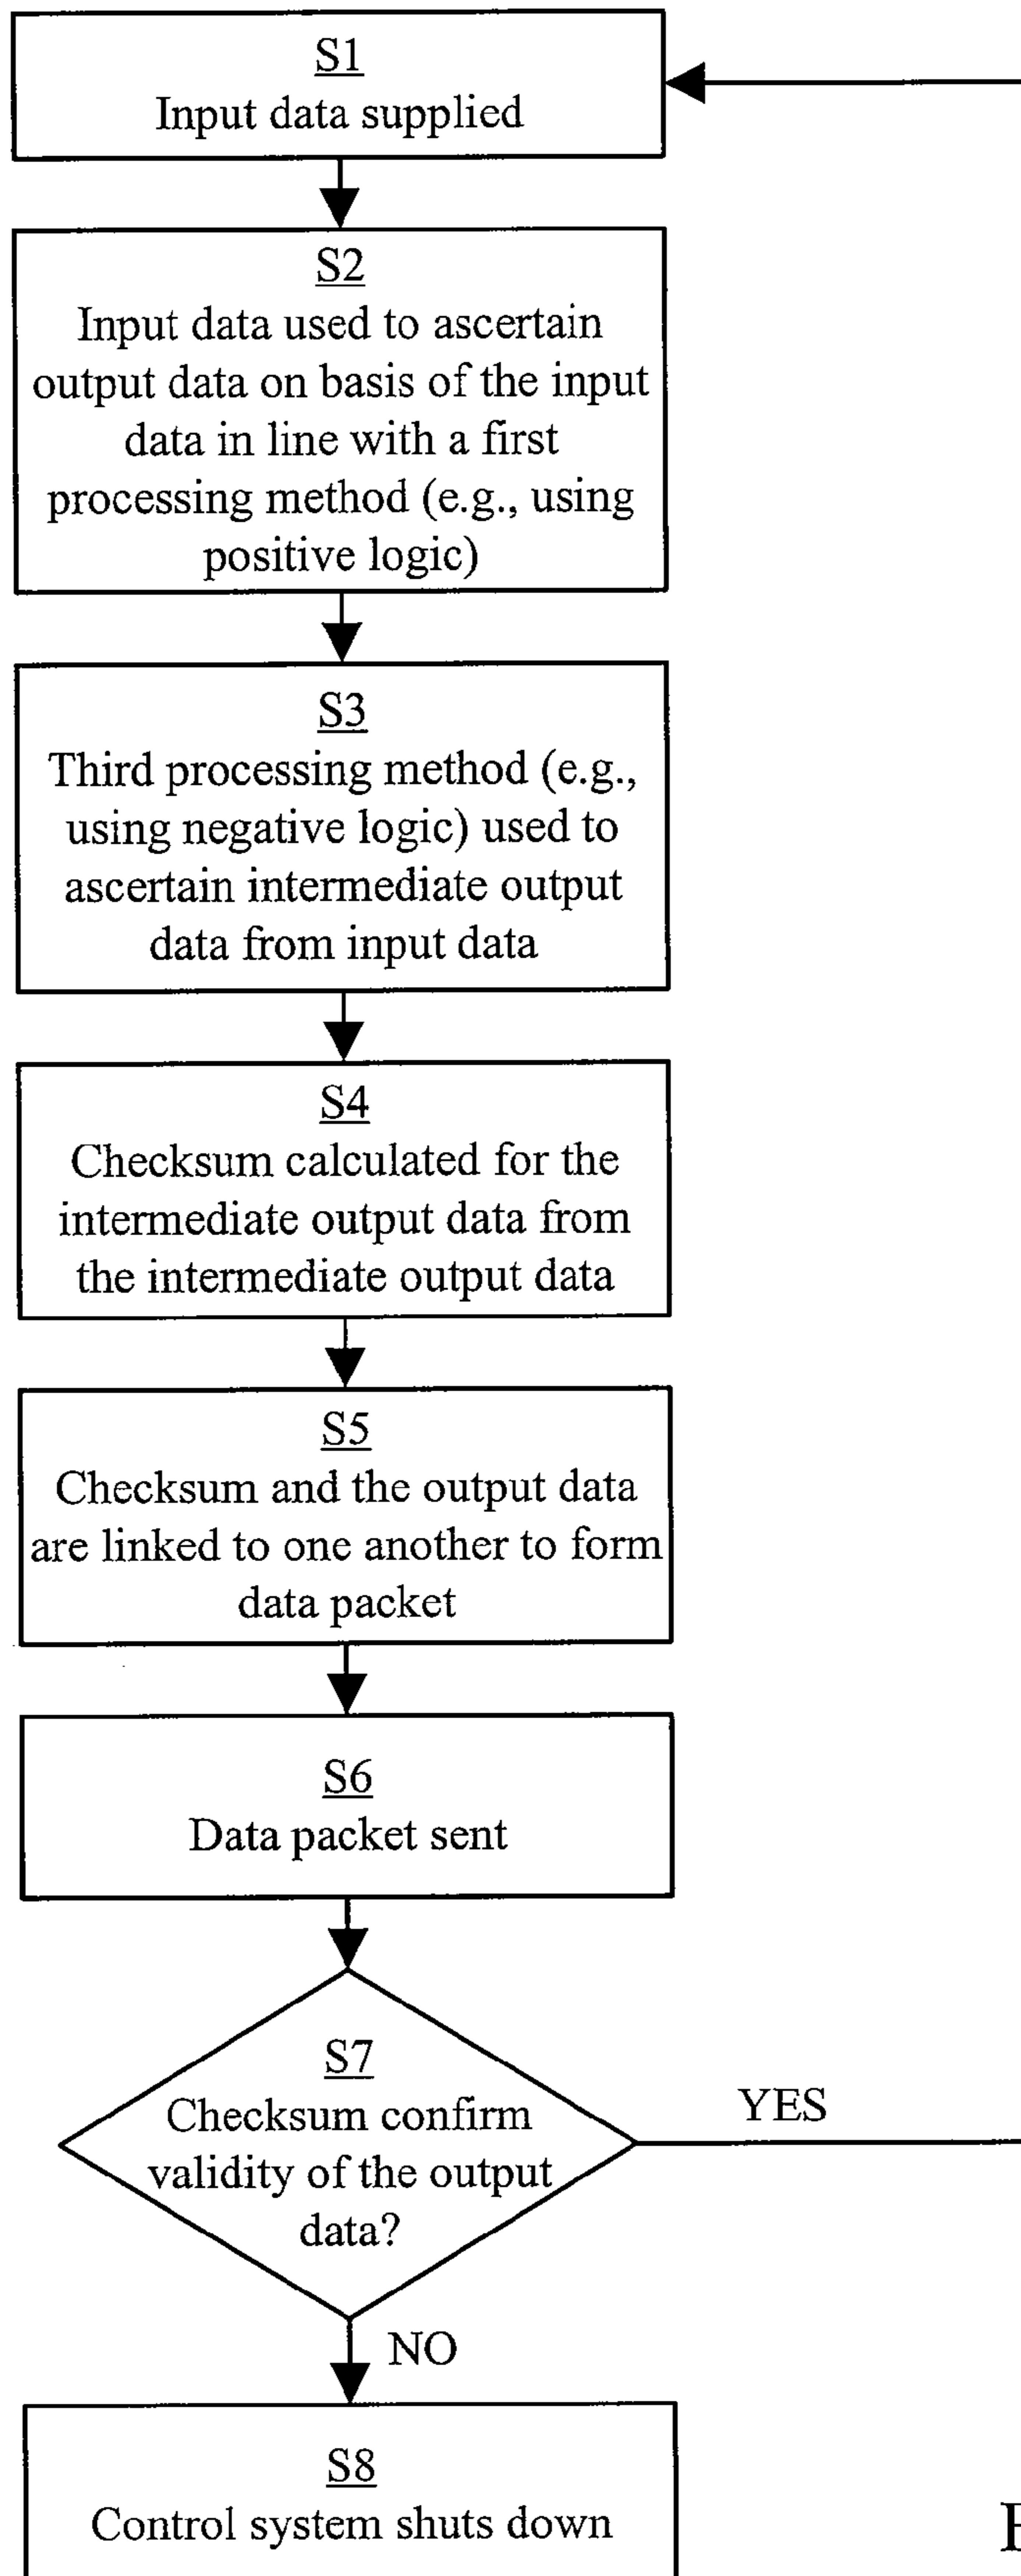 S1
Input data supplied
S2
Input data used to ascertain
output data on basis of the input
data in line with a first
processing method (e.g., using
positive logic)
S3
Third processing method (e.g.,
using negative logic) used to
ascertain intermediate output
data from input data
S4
Checksum calculated for the
intermediate output data from
the intermediate output data
S5
Checksum and the output data
are linked to one another to form
data packet
S6
Data packet sent
S7
Checksum confirm
validity of the output
data?
YES
NO
S8
Control system shuts down